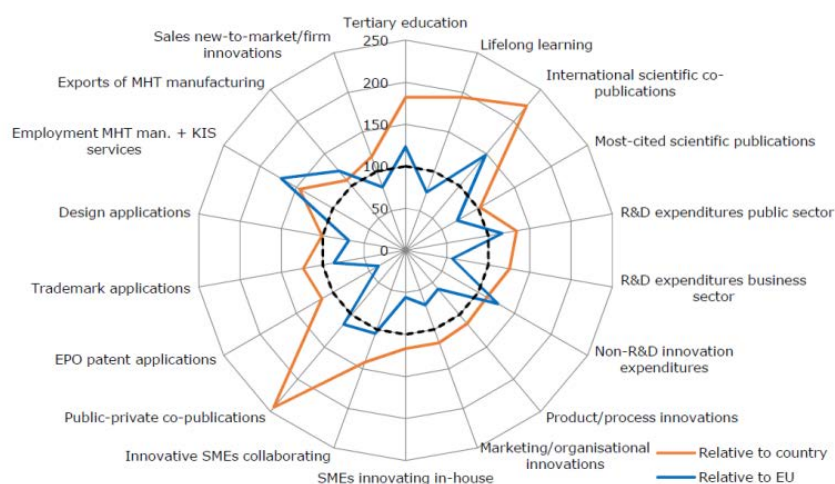 Tertiary education
250
Sales new-to-market/firm
innovations
Lifelong learning
200
Exports of MHT manufacturing
International scientific co-
publications
150
Employment MHT man. + KIS
services
Most-cited scientific publications
100
50
Design applications
R&D expenditures public sector
0
Trademark applications
R&D expenditures business
sector
EPO patent applications
Non-R&D innovation
expenditures
Public-private co-publications
Product/process innovations
Innovative SMEs collaborating
Marketing/organisational
innovations
SMEs innovating in-house
Relative to country
Relative to EU